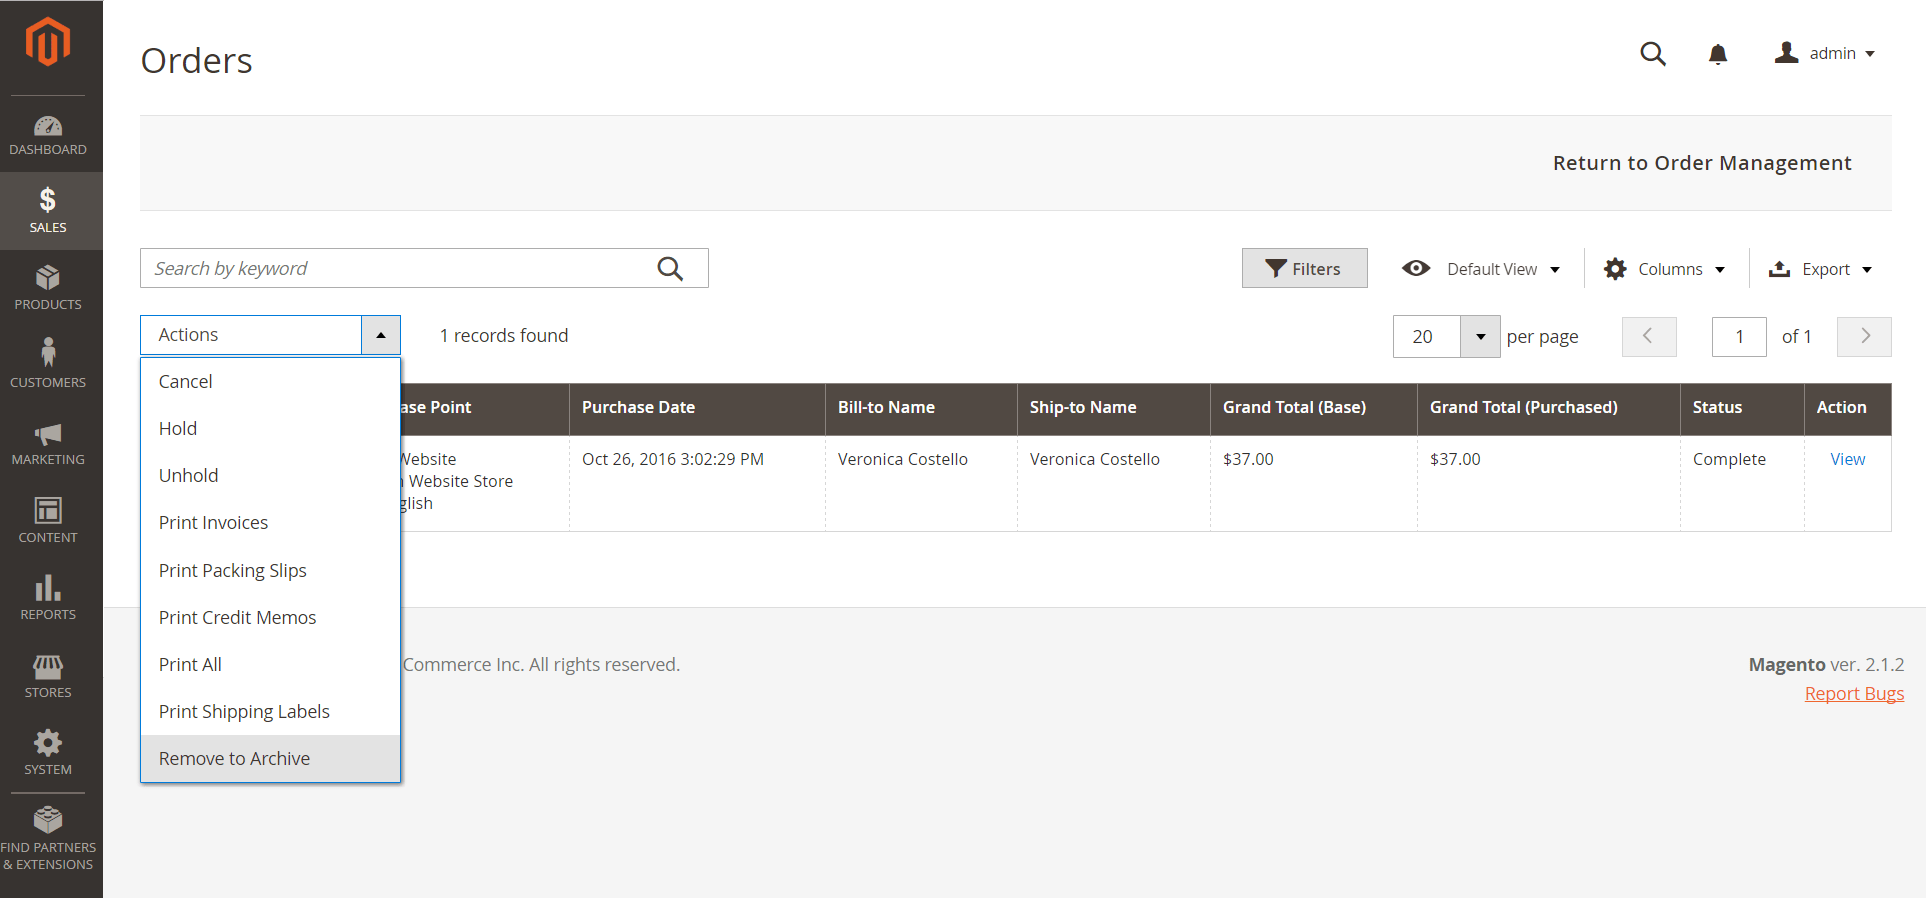 Orders
admin
DASHBOARD
SALES
PRODUCTS
CUSTOMERS
MARKETING
CONTENT
REPORTS
STORES
SYSTEM
FIND PARTNERS
& EXTENSIONS
Return to Order Management
Search by keyword
Filters
Default View
Columns
Export
Actions
1 records found
20
per page
1
of 1
Cancel
Hold
Unhold
Print Invoices
Print Packing Slips
Print Credit Memos
Print All
Print Shipping Labels
Remove to Archive
ase Point
Purchase Date
Bill-to Name
Ship-to Name
Grand Total (Base)
Grand Total (Purchased)
Status
Action
Website
Website Store
glish
Oct 26, 2016 3:02:29 PM
Veronica Costello
Veronica Costello
$37.00
$37.00
Complete
View
Commerce Inc. All rights reserved.
Magento ver. 2.1.2
Report Bugs